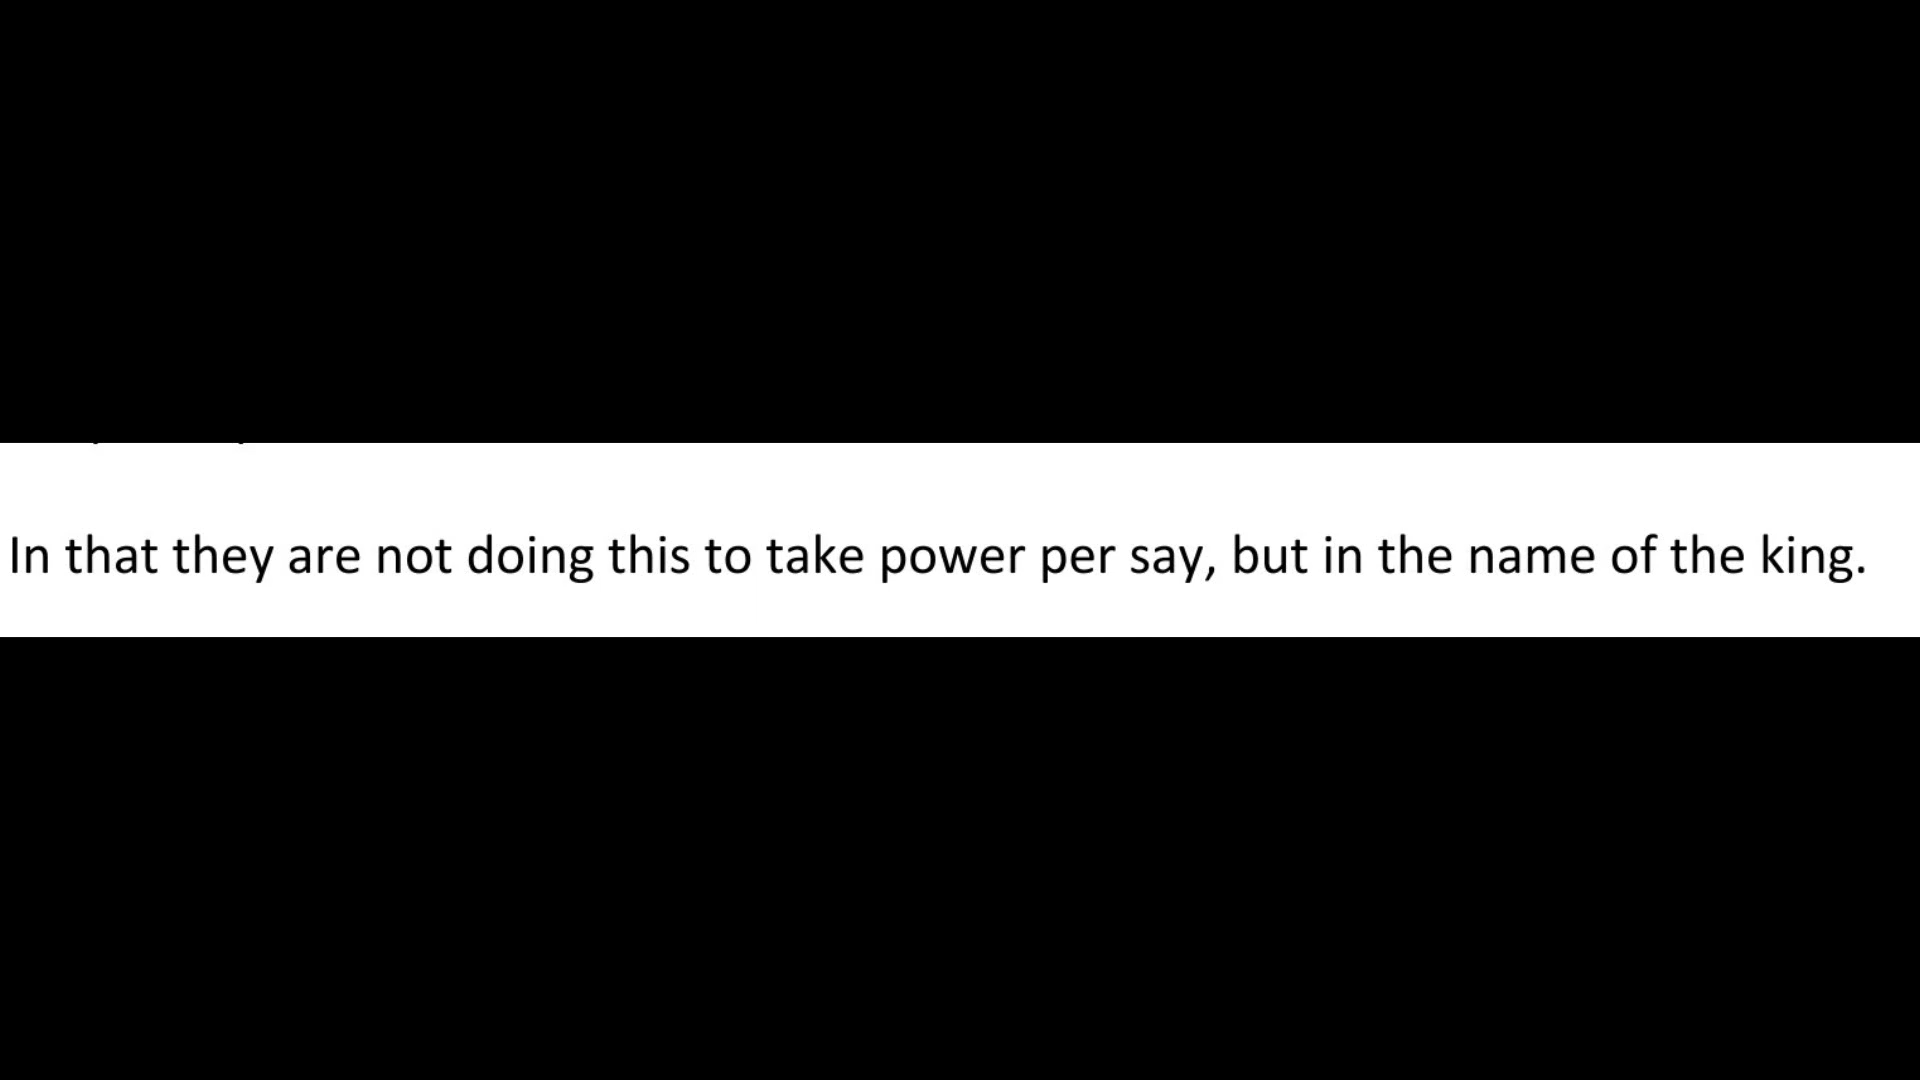 In that they are not doing this to take power per say, but in the name of the king.